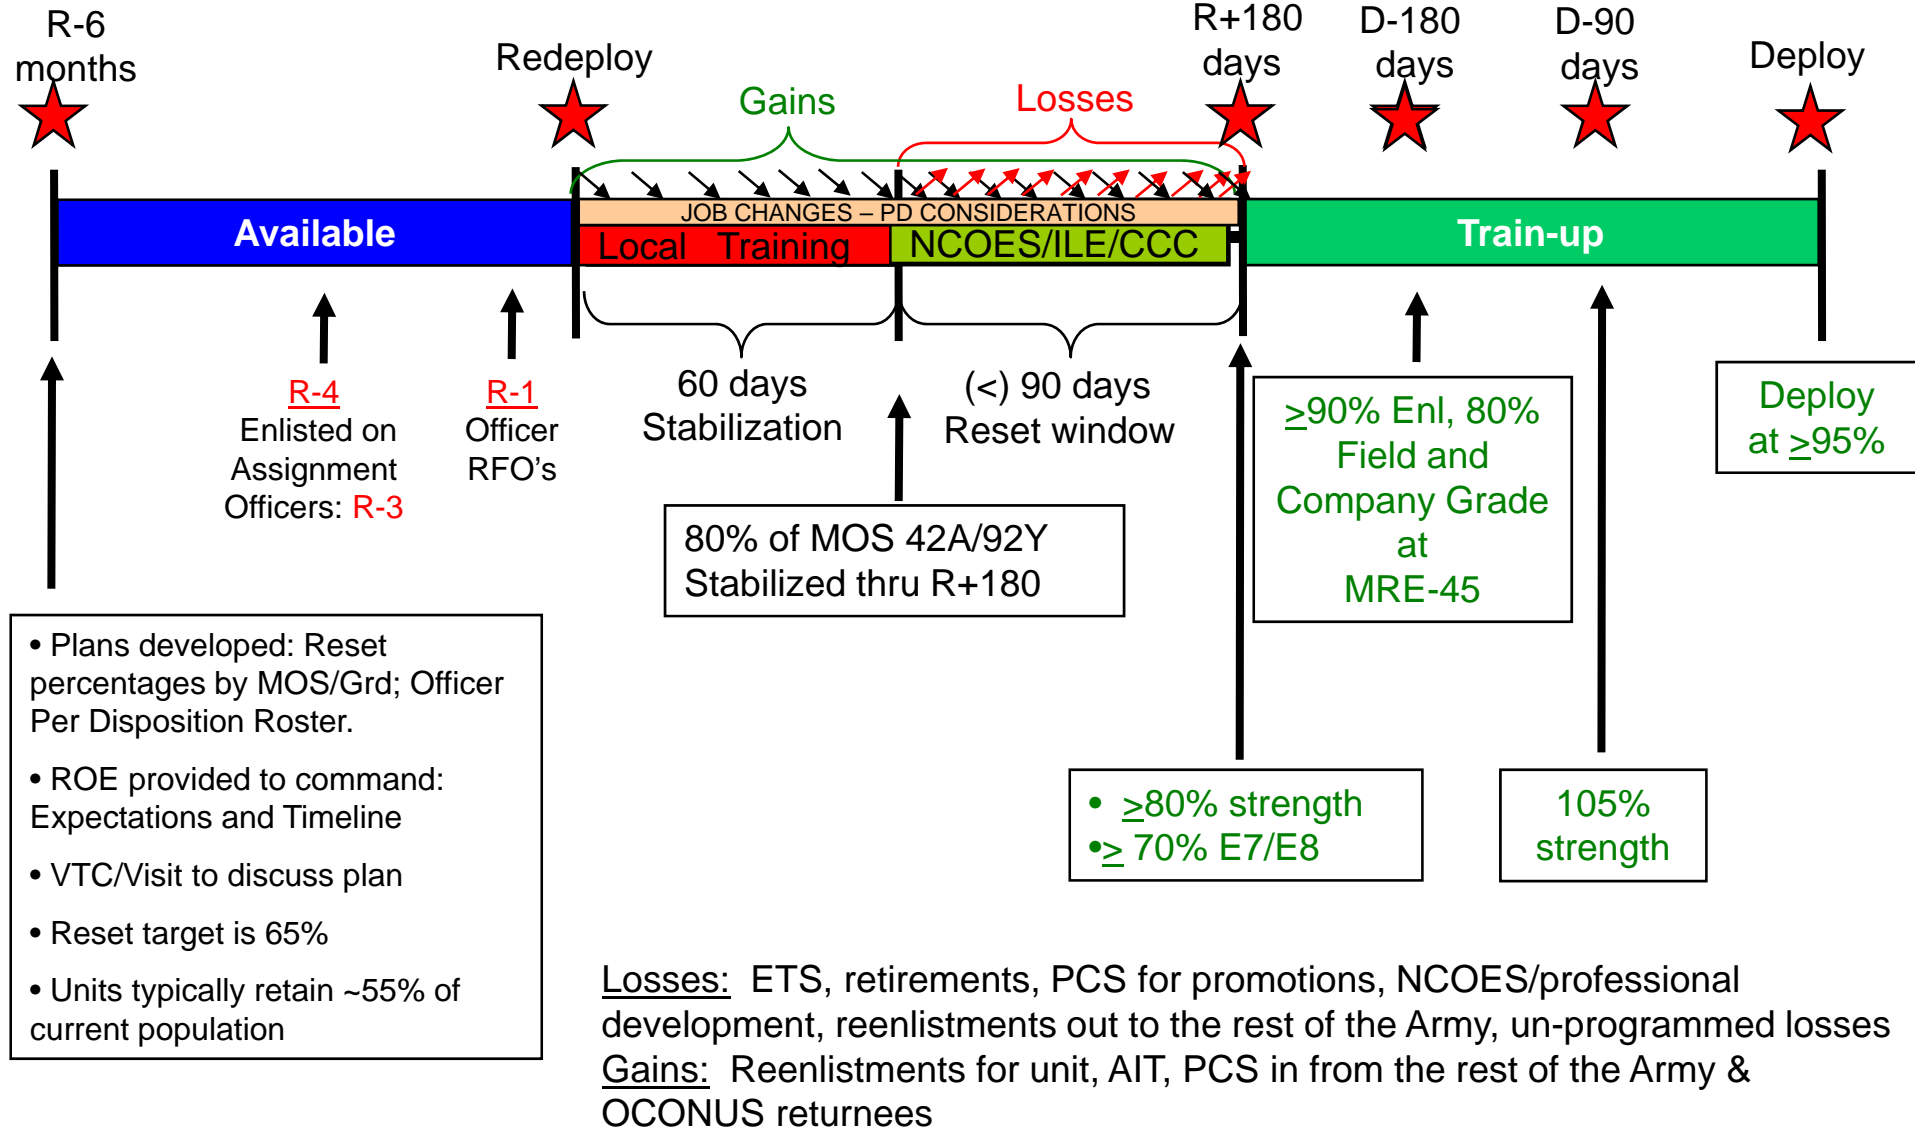 R-6
months
Redeploy
R+180
days
D-180
days
D-90
days
Deploy
Gains
Losses
JOB CHANGES – PD CONSIDERATIONS
Available
Local Training
NCOES/ILE/CCC
Train-up
R-4
Enlisted on
Assignment
Officers: R-3
R-1
Officer
RFO's
60 days
Stabilization
(<) 90 days
Reset window
80% of MOS 42A/92Y
Stabilized thru R+180
≥90% Enl, 80%
Field and
Company Grade
at
MRE-45
Deploy
at ≥95%
• Plans developed: Reset
percentages by MOS/Grd; Officer
Per Disposition Roster.
• ROE provided to command:
Expectations and Timeline
• VTC/Visit to discuss plan
• Reset target is 65%
• Units typically retain ~55% of
current population
• ≥80% strength
•≥ 70% E7/E8
105%
strength
Losses: ETS, retirements, PCS for promotions, NCOES/professional
development, reenlistments out to the rest of the Army, un-programmed losses
Gains: Reenlistments for unit, AIT, PCS in from the rest of the Army &
OCONUS returnees